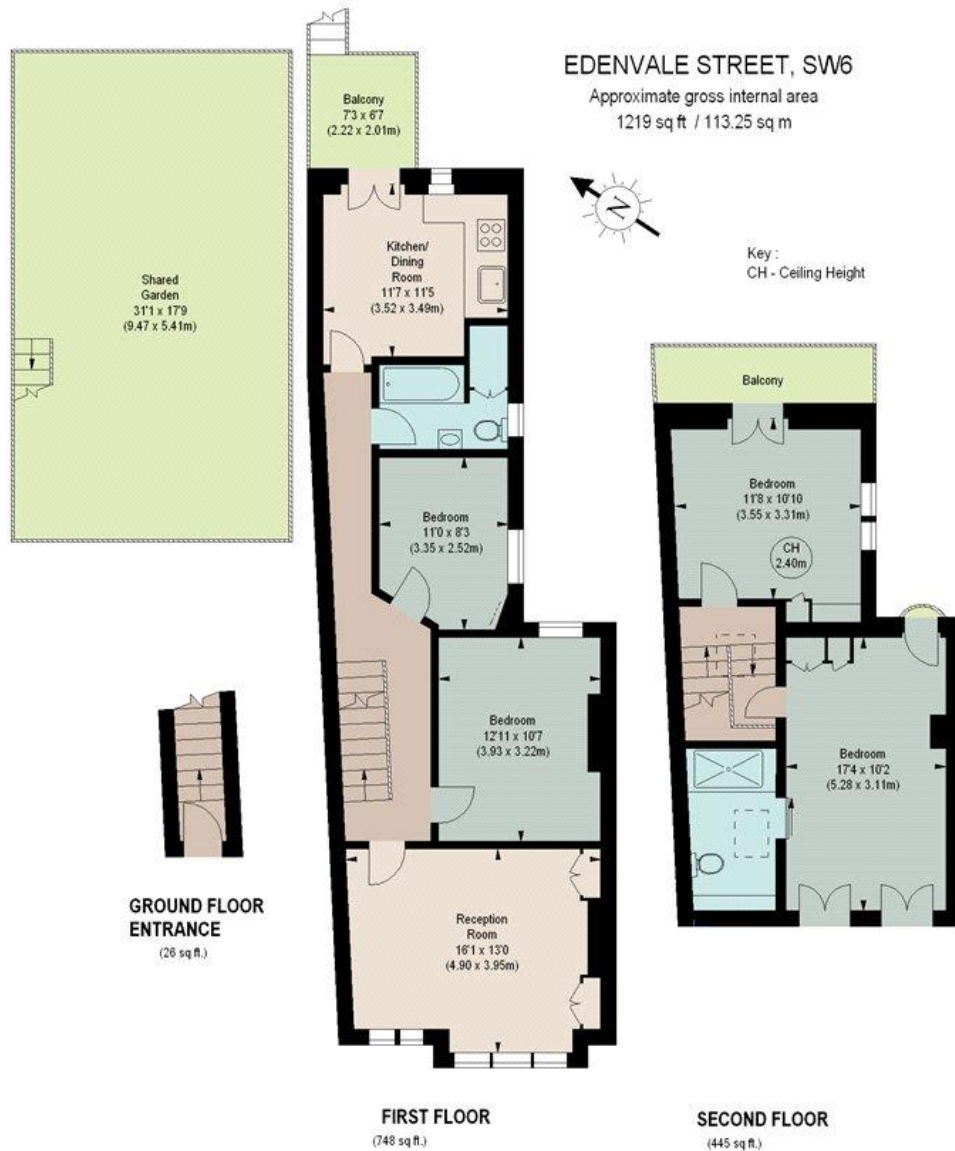 EDENVALE STREET, SW6
Approximate gross internal area
1219 sq ft / 113.25 sq m
N
Key :
CH - Ceiling Height
Balcony
7'3 x 6'7
(2.22 x 2.01m)
Shared
Garden
31'1 x 17'9
(9.47 x 5.41m)
Kitchen/
Dining
Room
11'7 x 11'5
(3.52 x 3.49m)
Bedroom
11'0 x 8'3
(3.35 x 2.52m)
Bedroom
12'11 x 10'7
(3.93 x 3.22m)
Reception
Room
16'1 x 13'0
(4.90 x 3.95m)
Balcony
Bedroom
11'8 x 10'10
(3.55 x 3.31m)
CH
2.40m
Bedroom
17'4 x 10'2
(5.28 x 3.11m)
GROUND FLOOR
ENTRANCE
(26 sq ft.)
FIRST FLOOR
(748 sq ft.)
SECOND FLOOR
(445 sq ft.)